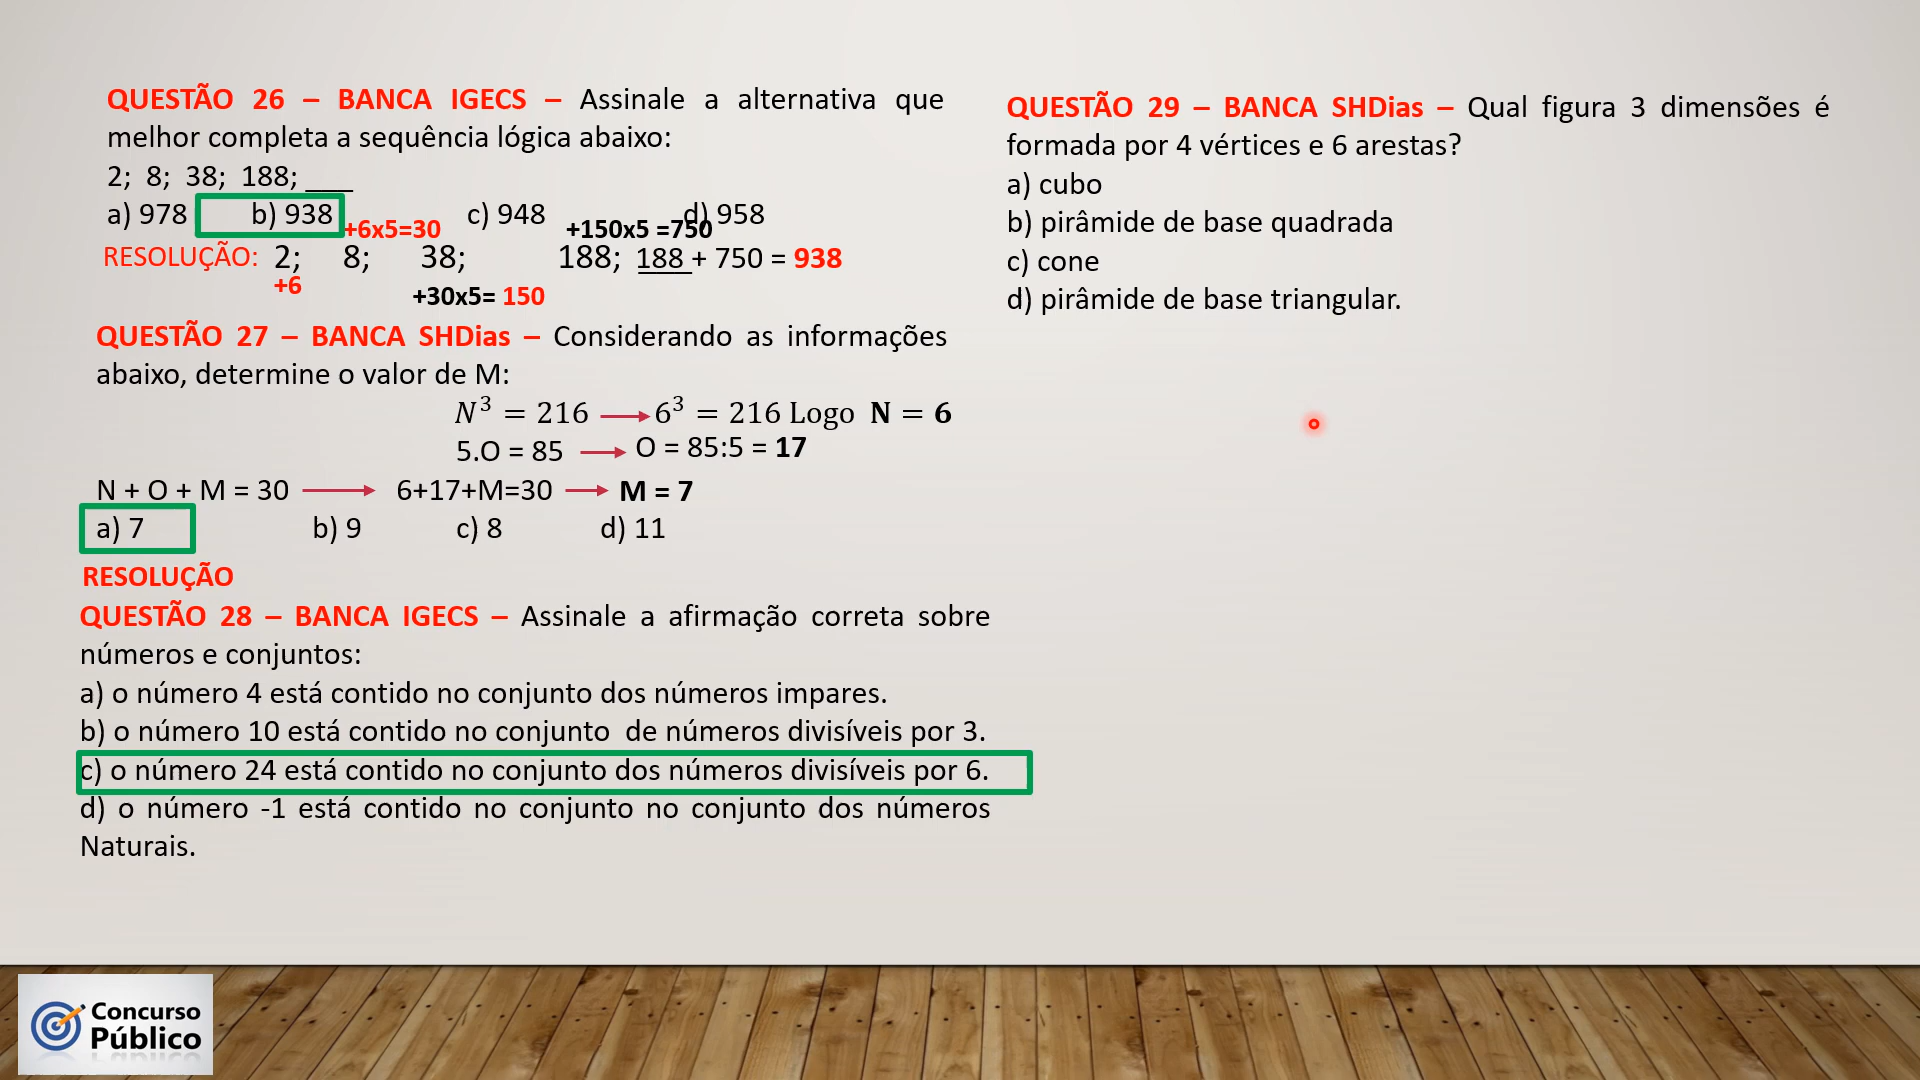 QUESTÃO 26 – BANCA IGECS – Assinale a alternativa que
melhor completa a sequência lógica abaixo:
2; 8; 38; 188; ___
a) 978 b) 938 c) 948 d) 958
+6x5=30 +150x5 =750
RESOLUÇÃO: 2; 8; 38; 188; 188 + 750 = 938
+6
+30x5= 150
QUESTÃO 27 – BANCA SHDias – Considerando as informações
abaixo, determine o valor de M:
N³ = 216 6³ = 216 Logo N = 6
5.O = 85 O = 85:5 = 17
N + O + M = 30 6+17+M=30 M = 7
a) 7 b) 9 c) 8 d) 11
RESOLUÇÃO
QUESTÃO 28 – BANCA IGECS – Assinale a afirmação correta sobre
números e conjuntos:
a) o número 4 está contido no conjunto dos números impares.
b) o número 10 está contido no conjunto de números divisíveis por 3.
c) o número 24 está contido no conjunto dos números divisíveis por 6.
d) o número -1 está contido no conjunto no conjunto dos números
Naturais.
QUESTÃO 29 – BANCA SHDias – Qual figura 3 dimensões é
formada por 4 vértices e 6 arestas?
a) cubo
b) pirâmide de base quadrada
c) cone
d) pirâmide de base triangular.
Concurso
Público